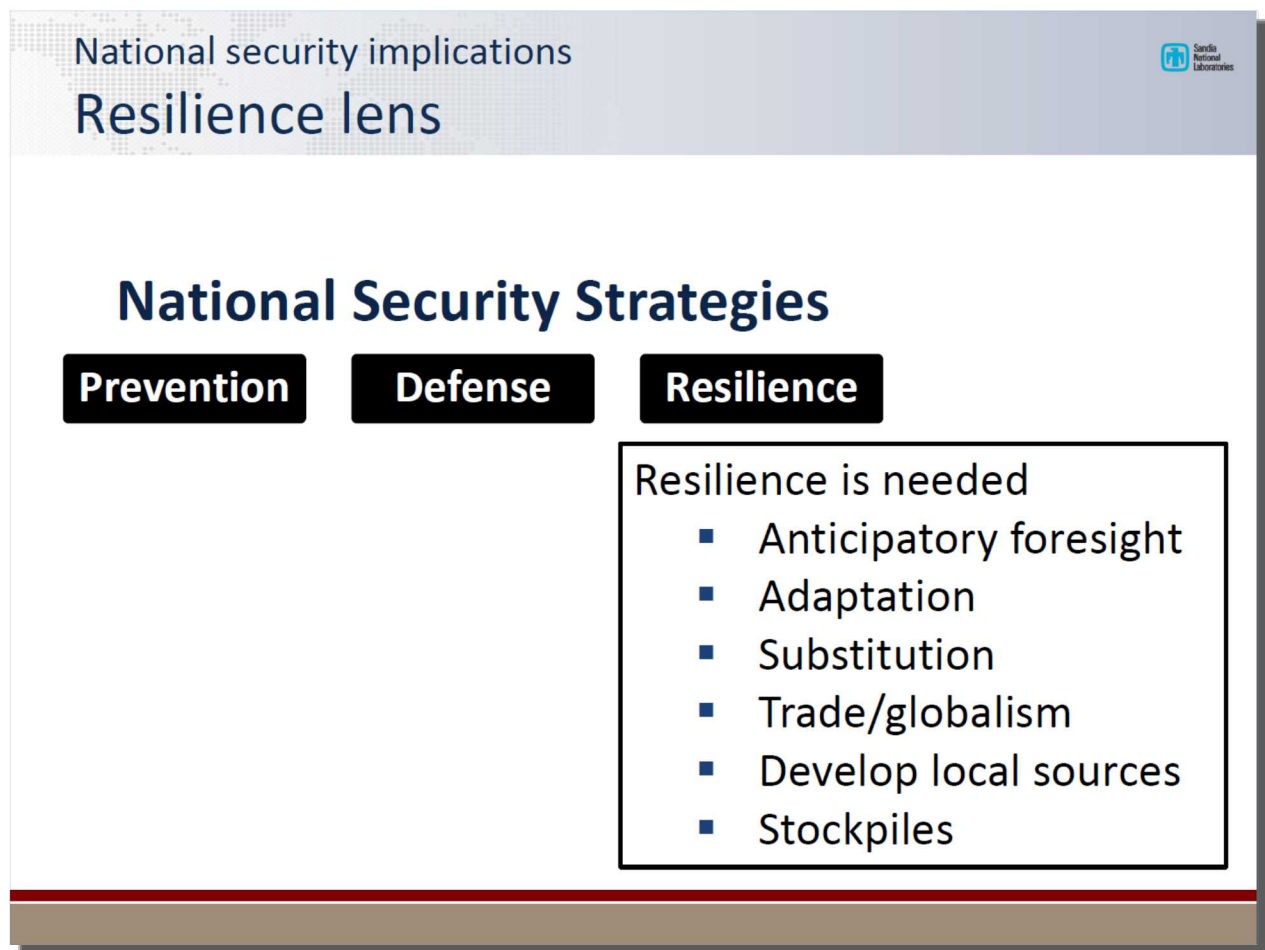 National security implications
Resilience lens
Sandia
National
Laboratories
National Security Strategies
Prevention
Defense
Resilience
Resilience is needed
Anticipatory foresight
Adaptation
Substitution
Trade/globalism
Develop local sources
Stockpiles